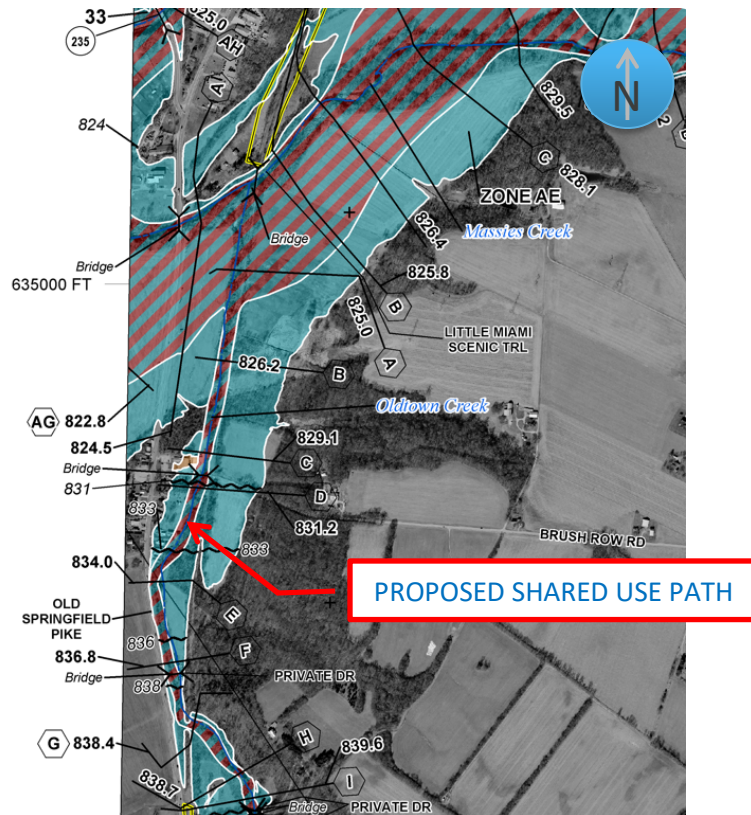 33
825.0
235
AH
A
N
829.5
2
824
C
828.1
ZONE AE
826.4
Massies Creek
Bridge
Bridge
825.8
635000 FT
B
825.0
LITTLE MIAMI
SCENIC TRL
A
826.2
B
Oldtown Creek
AG 822.8
824.5
829.1
Bridge
C
831
D
833
831.2
BRUSH ROW RD
833
834.0
PROPOSED SHARED USE PATH
OLD
SPRINGFIELD
PIKE
E
836
F
836.8
Bridge
PRIVATE DR
838
H
G 838.4
839.6
838.7
I
Bridge
PRIVATE DR